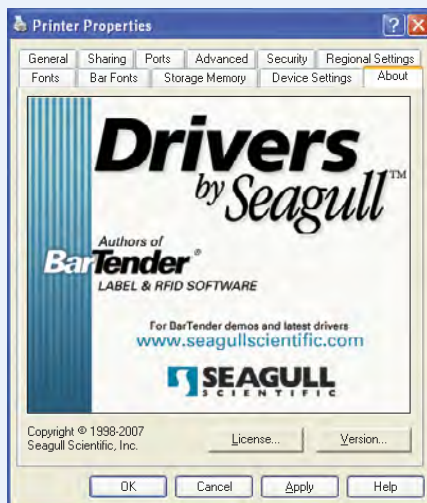 Printer Properties
General Sharing Ports Advanced Security Regional Settings
Fonts Bar Fonts Storage Memory Device Settings About
Drivers
by Seagull™
Authors of
BarTender®
LABEL & RFID SOFTWARE
For BarTender demos and latest drivers
www.seagullscientific.com
SEAGULL
SCIENTIFIC
Copyright © 1998-2007
Seagull Scientific, Inc.
License... Version...
OK Cancel Apply Help